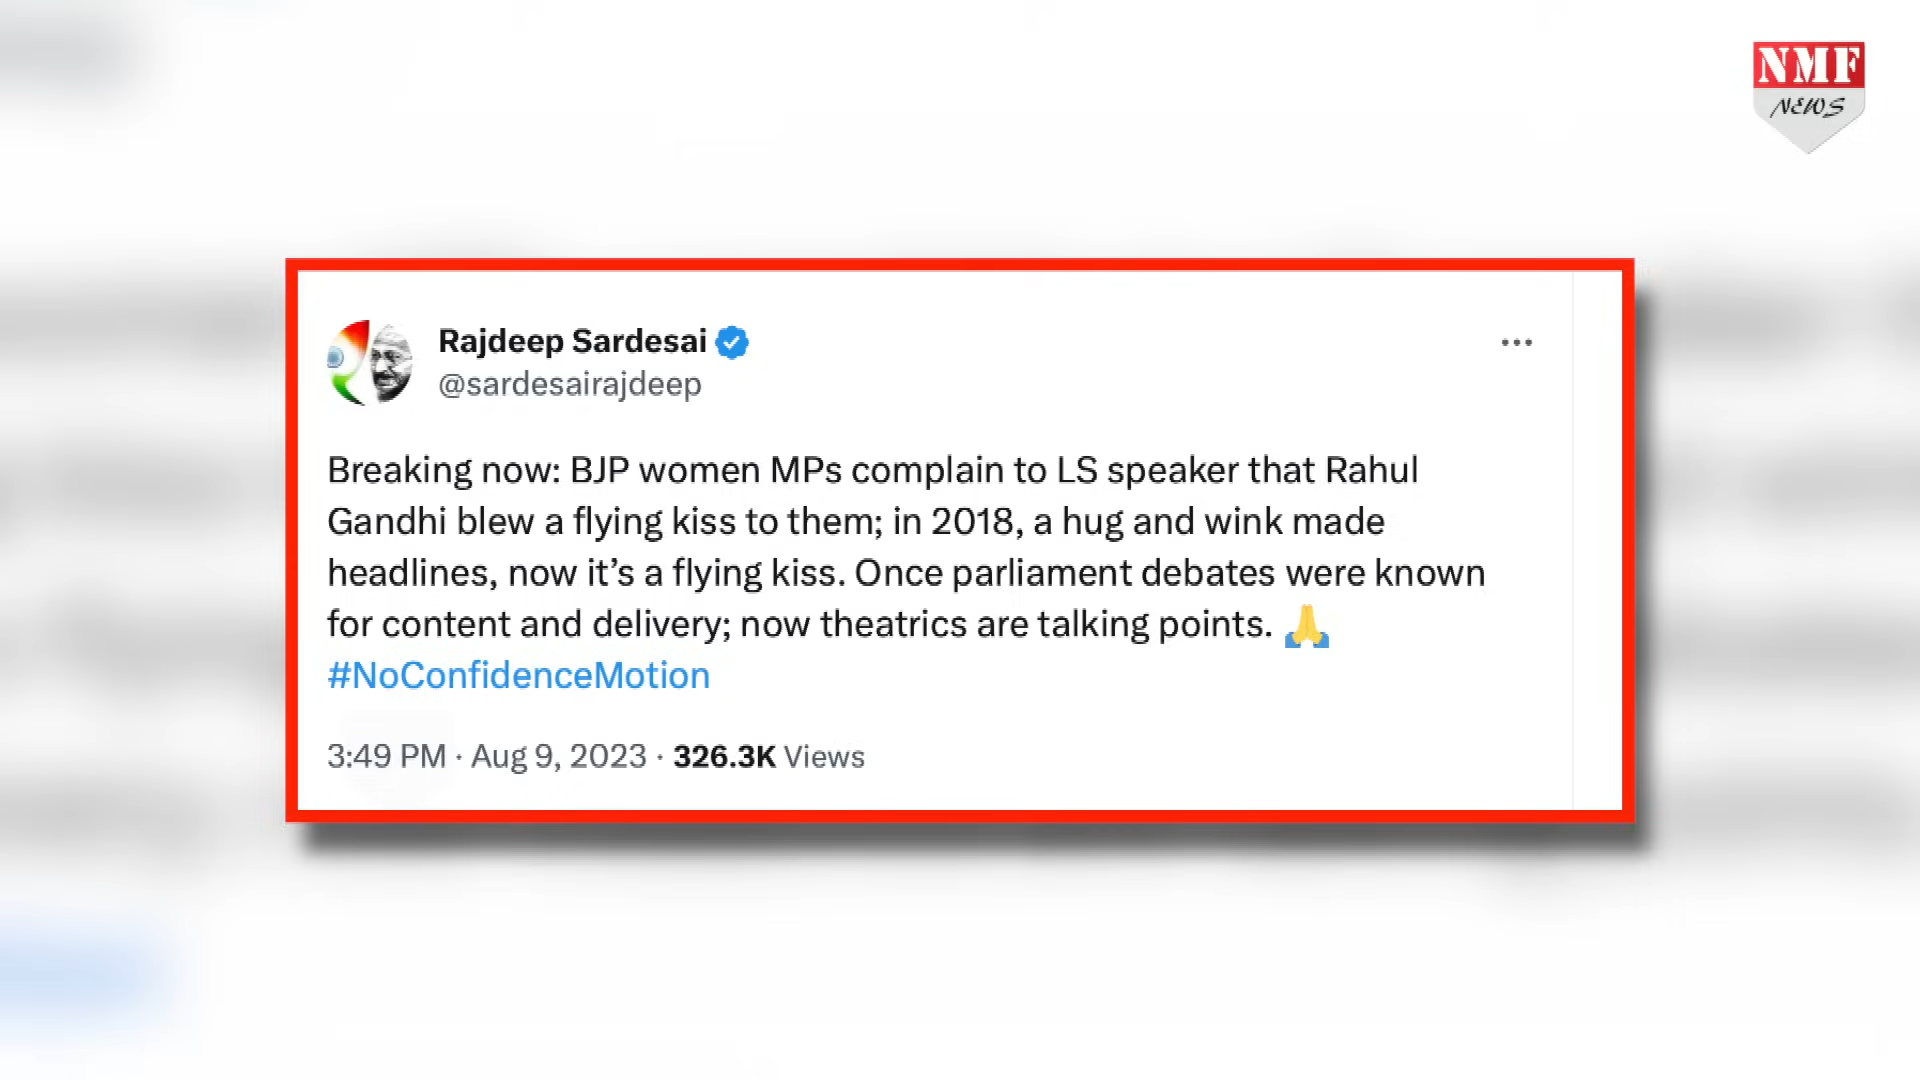 NMF
NEWS
Rajdeep Sardesai
@sardesairajdeep
Breaking now: BJP women MPs complain to LS speaker that Rahul
Gandhi blew a flying kiss to them; in 2018, a hug and wink made
headlines, now it’s a flying kiss. Once parliament debates were known
for content and delivery; now theatrics are talking points. 🙏
#NoConfidenceMotion
3:49 PM · Aug 9, 2023 · 326.3K Views